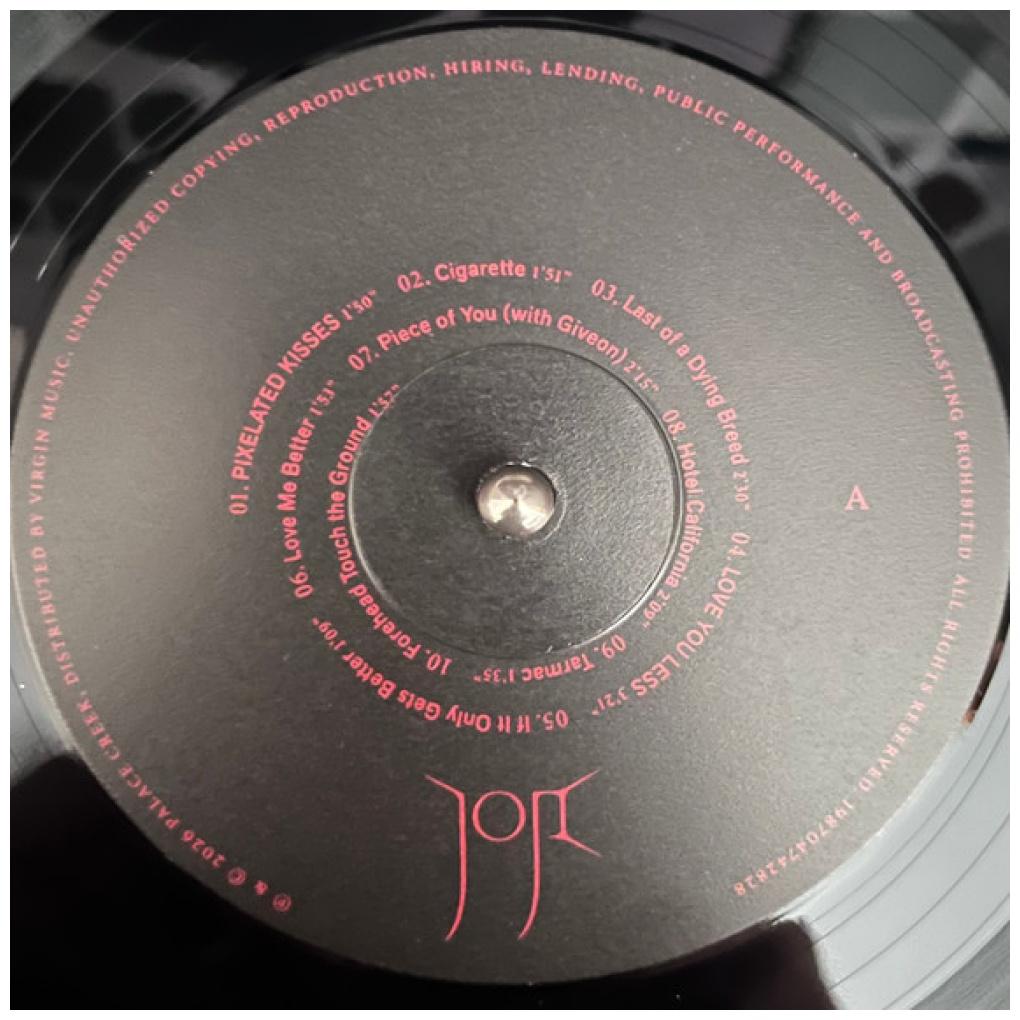 ℗ & © 2026 PALACE CREEK, DISTRIBUTED BY VIRGIN MUSIC. UNAUTHORIZED COPYING, REPRODUCTION, HIRING, LENDING, PUBLIC PERFORMANCE AND BROADCASTING PROHIBITED ALL RIGHTS RESERVED 198704742828
01. PIXELATED KISSES 1'50" 02. Cigarette 1'51" 03. Last of a Dying Breed 2'30" 04. LOVE YOU LESS 3'21" 05. If It Only Gets Better 1'09"
06. Love Me Better 1'53" 07. Piece of You (with Giveon) 2'15" 08. Hotel California 2'09" 09. Tarmac 1'35"
10. Forehead Touch the Ground 1'52"
A
JOJI